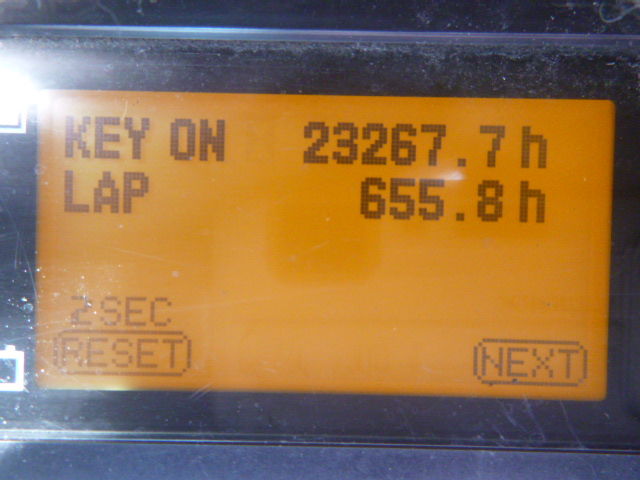 KEY ON 23267.7 h
LAP 655.8 h
2 SEC
RESET NEXT